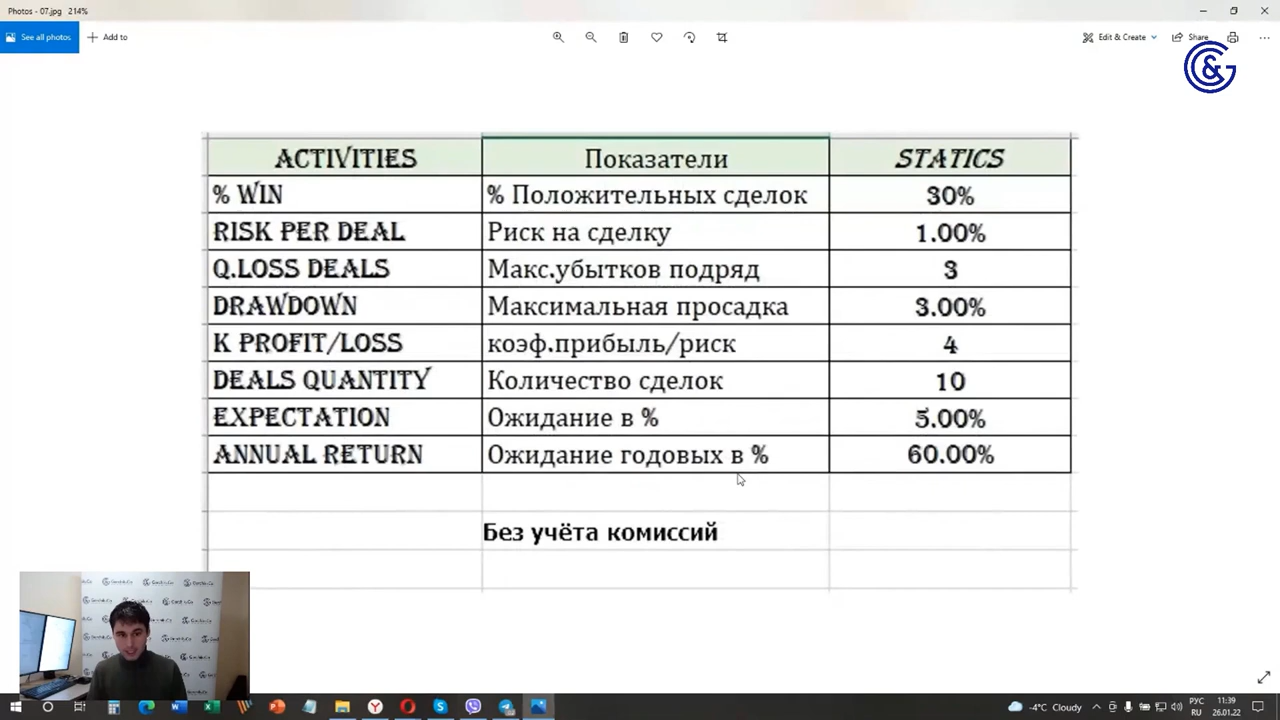 Photos - 07.jpg 214%
See all photos
Add to
Edit & Create
Share
G&G
ACTIVITIES Показатели STATICS
% WIN % Положительных сделок 30%
RISK PER DEAL Риск на сделку 1.00%
Q.LOSS DEALS Макс.убытков подряд 3
DRAWDOWN Максимальная просадка 3.00%
K PROFIT/LOSS коэф.прибыль/риск 4
DEALS QUANTITY Количество сделок 10
EXPECTATION Ожидание в % 5.00%
ANNUAL RETURN Ожидание годовых в % 60.00%
Без учёта комиссий
-4°C Cloudy
РУС
RU
11:39
26.01.22